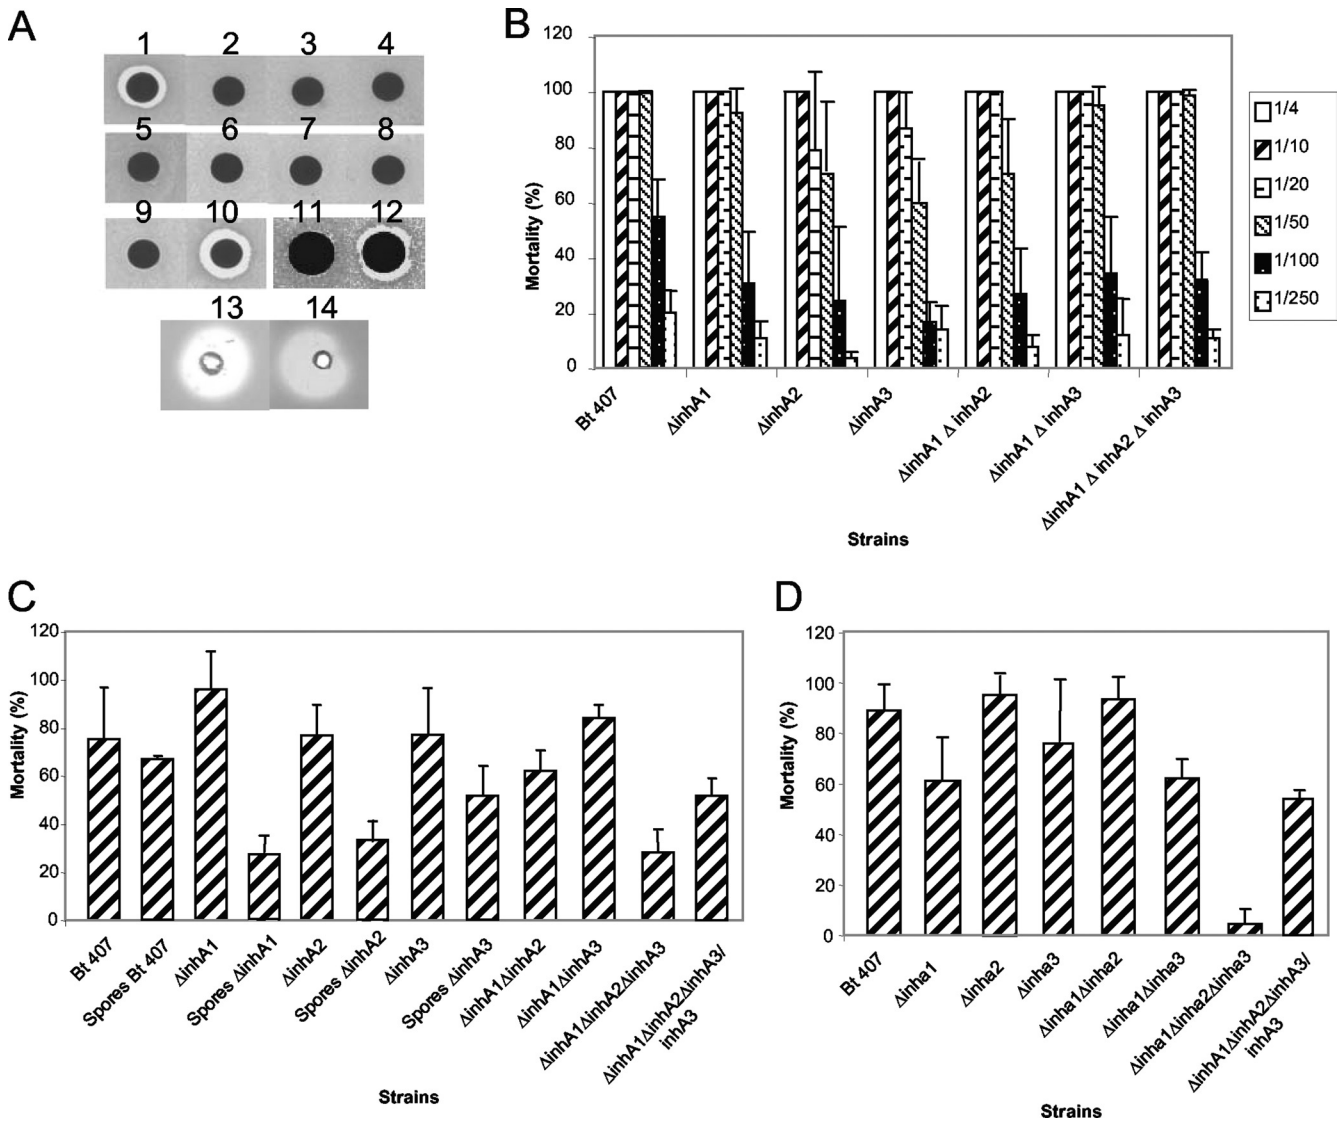 A
1 2 3 4
5 6 7 8
9 10 11 12
13 14
B
120
100
80
60
40
20
0
Mortality (%)
Bt 407
ΔinhA1
ΔinhA2
ΔinhA3
ΔinhA1 Δ inhA2
ΔinhA1 Δ inhA3
ΔinhA1 Δ inhA2 Δ inhA3
Strains
1/4
1/10
1/20
1/50
1/100
1/250
C
120
100
80
60
40
20
0
Mortality (%)
Bt 407
Spores Bt 407
ΔinhA1
Spores ΔinhA1
ΔinhA2
Spores ΔinhA2
ΔinhA3
Spores ΔinhA3
ΔinhA1ΔinhA2
ΔinhA1ΔinhA3
ΔinhA1ΔinhA2ΔinhA3
ΔinhA1ΔinhA2ΔinhA3/
inhA3
Strains
D
120
100
80
60
40
20
0
Mortality (%)
Bt 407
Δinha1
Δinha2
Δinha3
Δinha1Δinha2
Δinha1Δinha3
Δinha1Δinha2Δinha3
ΔinhA1ΔinhA2ΔinhA3/
inhA3
Strains